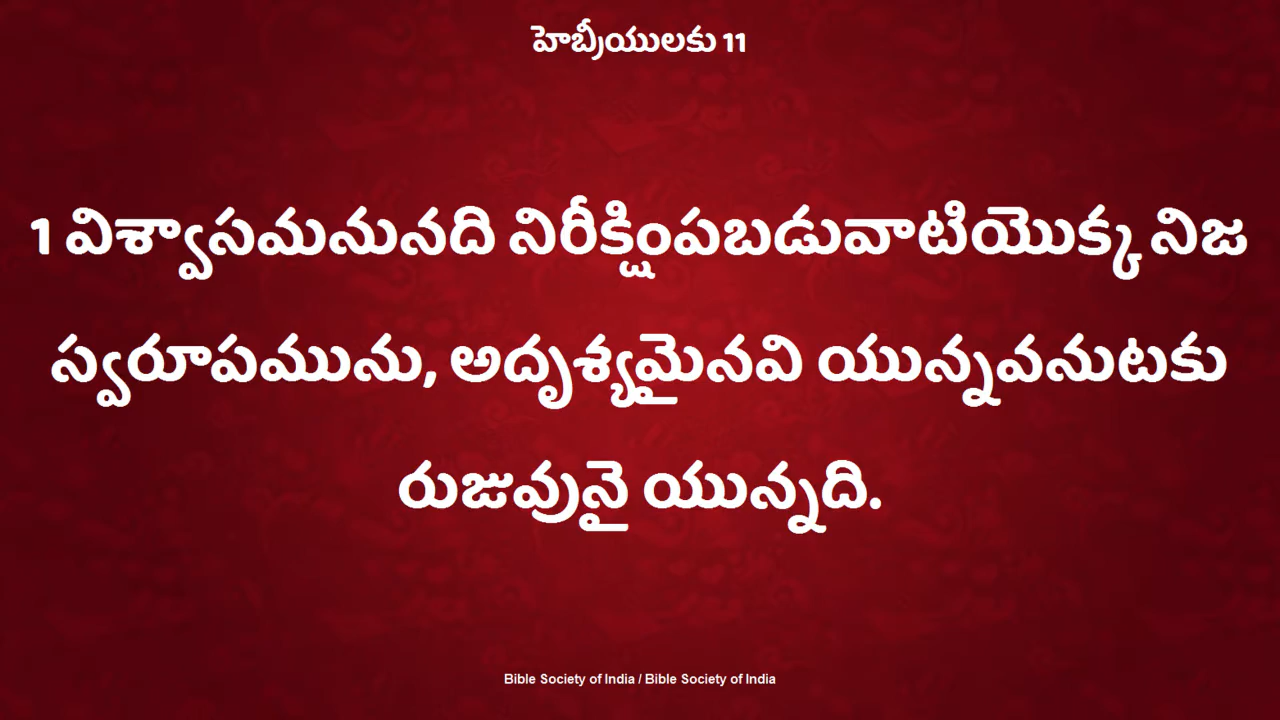 హెబ్రీయులకు 11
1 విశ్వాసమనునది నిరీక్షింపబడువాటియొక్క నిజ
స్వరూపమును, అదృశ్యమైనవి యున్నవనుటకు
రుజువునై యున్నది.
Bible Society of India / Bible Society of India